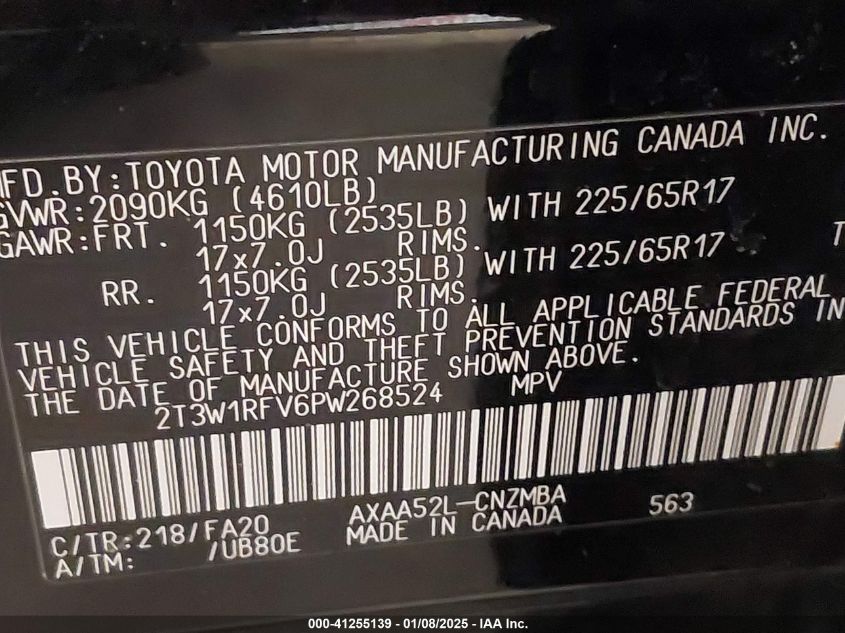 MFD. BY: TOYOTA MOTOR MANUFACTURING CANADA INC.
GVWR: 2090KG (4610LB)
GAWR: FRT. 1150KG (2535LB) WITH 225/65R17
17x7.0J RIMS.
RR. 1150KG (2535LB) WITH 225/65R17 T
17x7.0J RIMS.
THIS VEHICLE CONFORMS TO ALL APPLICABLE FEDERAL
VEHICLE SAFETY AND THEFT PREVENTION STANDARDS IN
THE DATE OF MANUFACTURE SHOWN ABOVE.
2T3W1RFV6PW268524 MPV
C/TR: 218/FA20 AXAA52L-CNZMBA 563
A/TM: /UB80E MADE IN CANADA
000-41255139 - 01/08/2025 - IAA Inc.